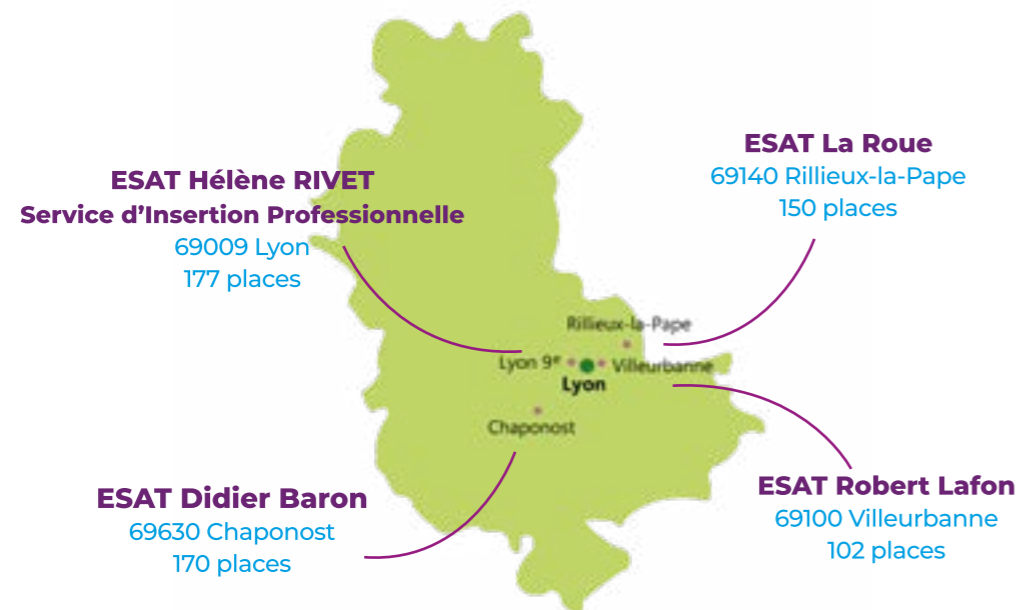 ESAT La Roue
69140 Rillieux-la-Pape
150 places
ESAT Hélène RIVET
Service d’Insertion Professionnelle
69009 Lyon
177 places
Rillieux-la-Pape
Lyon 9e
Villeurbanne
Lyon
Chaponost
ESAT Didier Baron
69630 Chaponost
170 places
ESAT Robert Lafon
69100 Villeurbanne
102 places